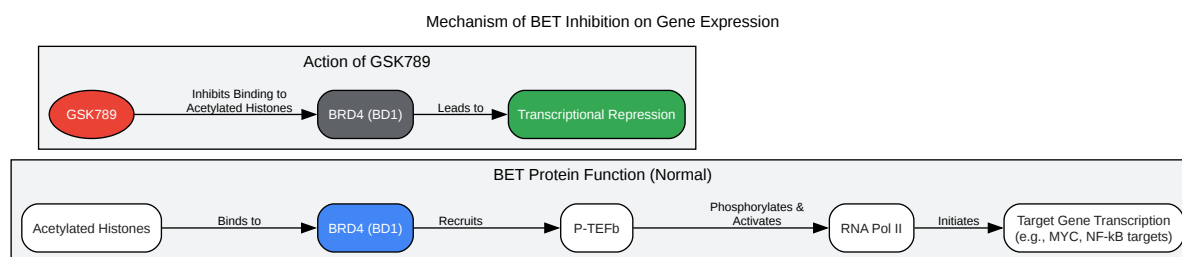 Mechanism of BET Inhibition on Gene Expression
Action of GSK789
GSK789
Inhibits Binding to
Acetylated Histones
BRD4 (BD1)
Leads to
Transcriptional Repression
BET Protein Function (Normal)
Acetylated Histones
Binds to
BRD4 (BD1)
Recruits
P-TEFb
Phosphorylates &
Activates
RNA Pol II
Initiates
Target Gene Transcription
(e.g., MYC, NF-kB targets)